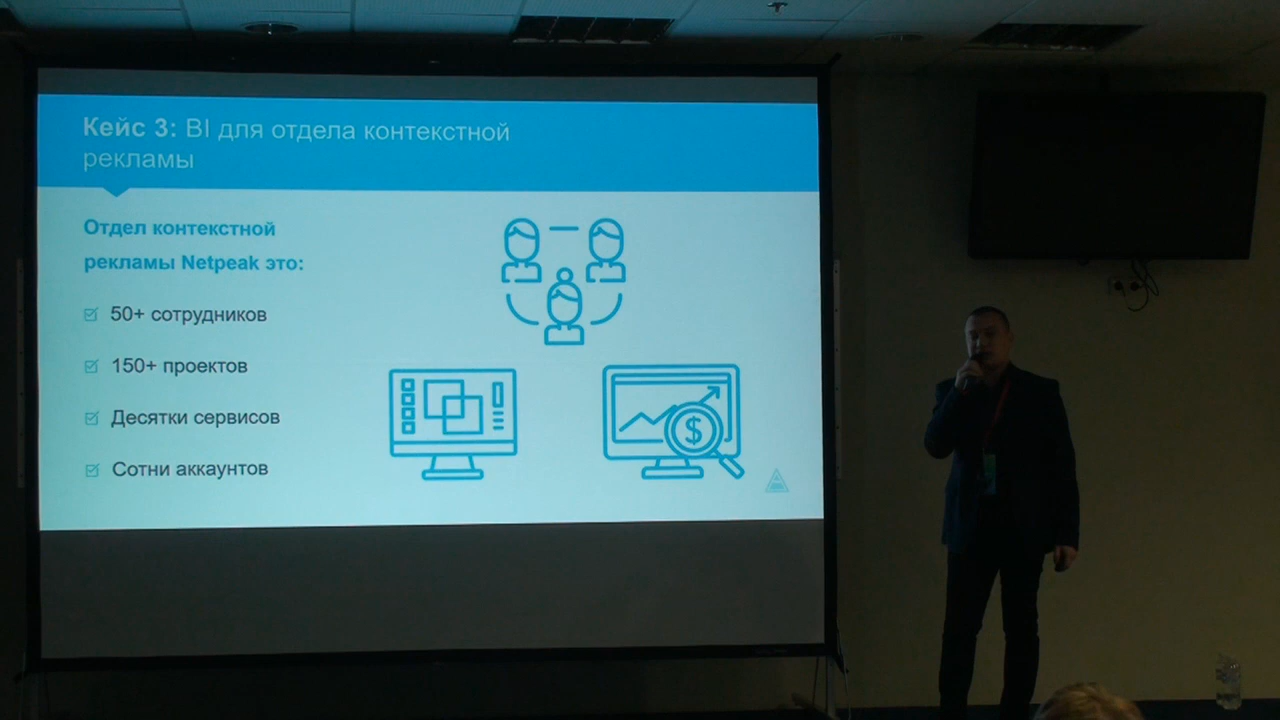 Кейс 3: BI для отдела контекстной
рекламы
Отдел контекстной
рекламы Netpeak это:
50+ сотрудников
150+ проектов
Десятки сервисов
Сотни аккаунтов
$